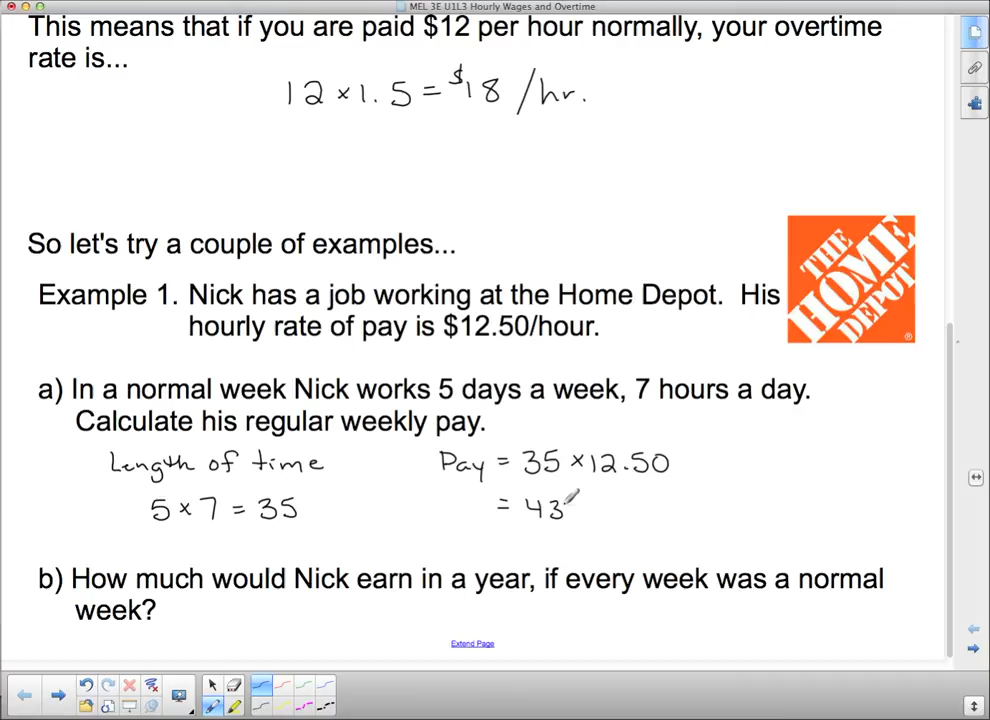 MEL 3E U1L3 Hourly Wages and Overtime
This means that if you are paid $12 per hour normally, your overtime
rate is...
12 × 1.5 = $18 /hr.
So let's try a couple of examples...
THE
HOME
DEPOT
®
Example 1. Nick has a job working at the Home Depot. His
hourly rate of pay is $12.50/hour.
a) In a normal week Nick works 5 days a week, 7 hours a day.
Calculate his regular weekly pay.
Length of time
5 × 7 = 35
Pay = 35 × 12.50
= 43
b) How much would Nick earn in a year, if every week was a normal
week?
Extend Page